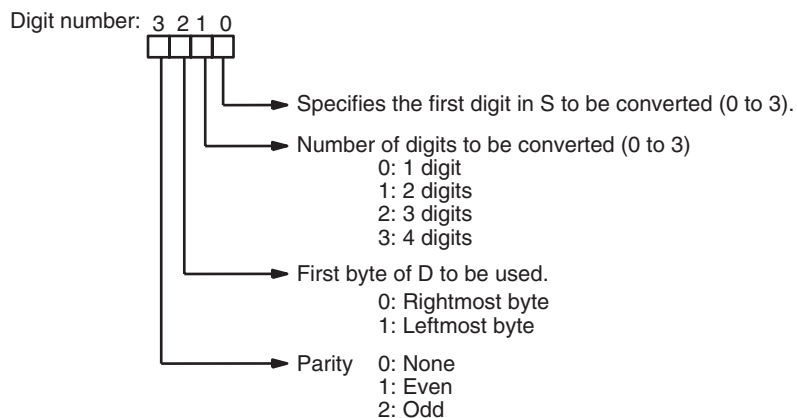 Digit number: 3 2 1 0
Specifies the first digit in S to be converted (0 to 3).
Number of digits to be converted (0 to 3)
0: 1 digit
1: 2 digits
2: 3 digits
3: 4 digits
First byte of D to be used.
0: Rightmost byte
1: Leftmost byte
Parity 0: None
1: Even
2: Odd